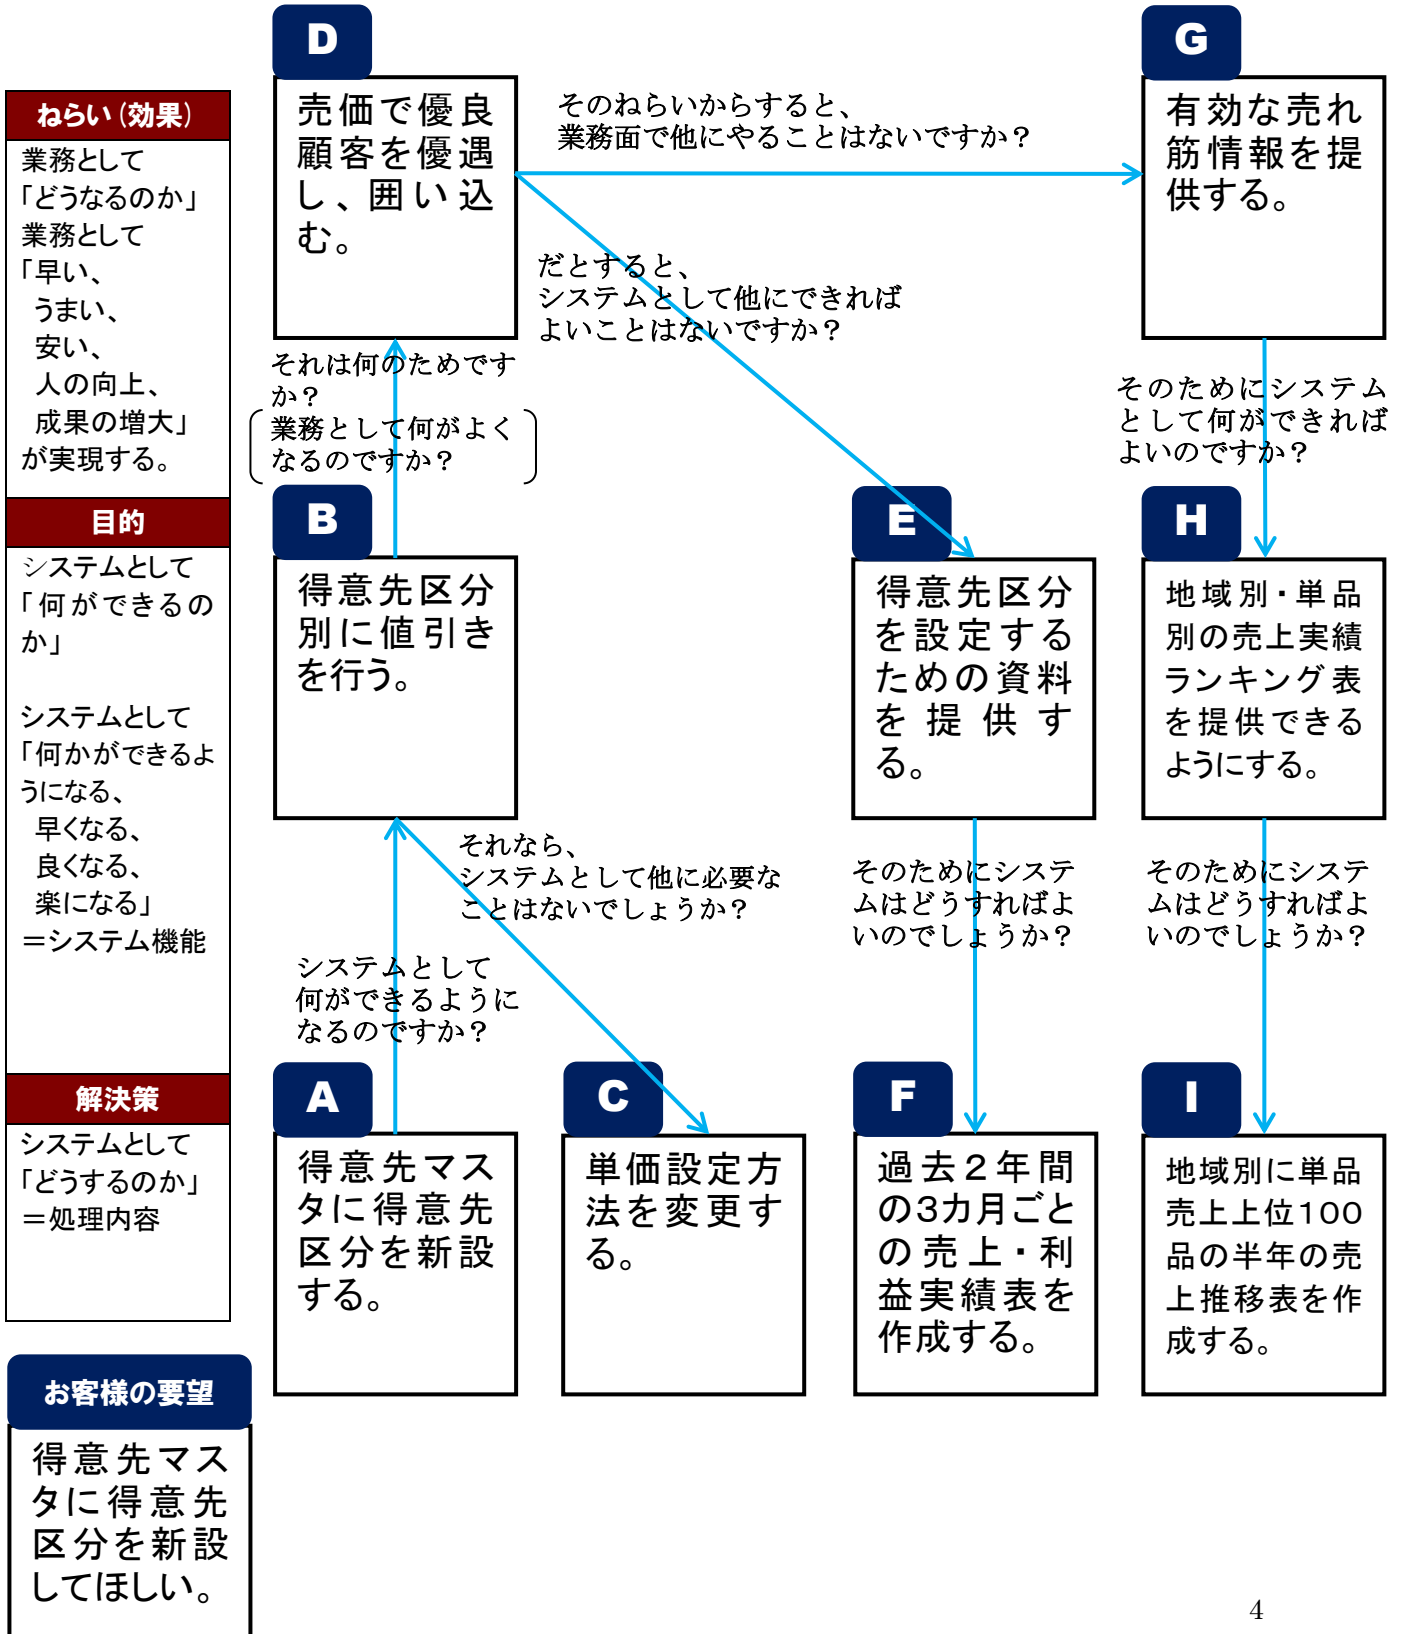 ねらい(効果)
業務として
「どうなるのか」
業務として
「早い、
うまい、
安い、
人の向上、
成果の増大」
が実現する。
目的
システムとして
「何ができるの
か」
システムとして
「何かができるよ
うになる、
早くなる、
良くなる、
楽になる」
＝システム機能
解決策
システムとして
「どうするのか」
＝処理内容
お客様の要望
得意先マス
タに得意先
区分を新設
してほしい。
D
売価で優良
顧客を優遇
し、囲い込
む。
そのねらいからすると、
業務面で他にやることはないですか？
G
有効な売れ
筋情報を提
供する。
だとすると、
システムとして他にできれば
よいことはないですか？
それは何のためです
か？
業務として何がよく
なるのですか？
そのためにシステム
として何ができれば
よいのですか？
B
得意先区分
別に値引き
を行う。
E
得意先区分
を設定する
ための資料
を提供す
る。
H
地域別・単品
別の売上実績
ランキング表
を提供できる
ようにする。
それなら、
システムとして他に必要な
ことはないでしょうか？
そのためにシステ
ムはどうすればよ
いのでしょうか？
そのためにシステ
ムはどうすればよ
いのでしょうか？
システムとして
何ができるように
なるのですか？
A
得意先マス
タに得意先
区分を新設
する。
C
単価設定方
法を変更す
る。
F
過去２年間
の3カ月ごと
の売上・利
益実績表を
作成する。
I
地域別に単品
売上上位１００
品の半年の売
上推移表を作
成する。
4